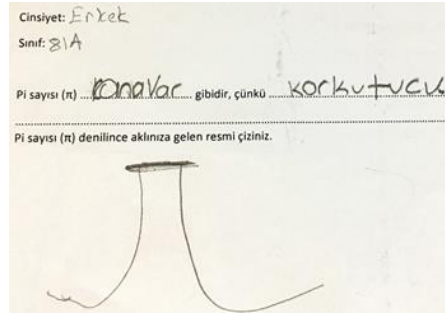 Cinsiyet: Erkek
Sınıf: 8/A
Pi sayısı (π) ..... canavar ..... gibidir, çünkü ..... korkutucu
Pi sayısı (π) denilince aklınıza gelen resmi çiziniz.